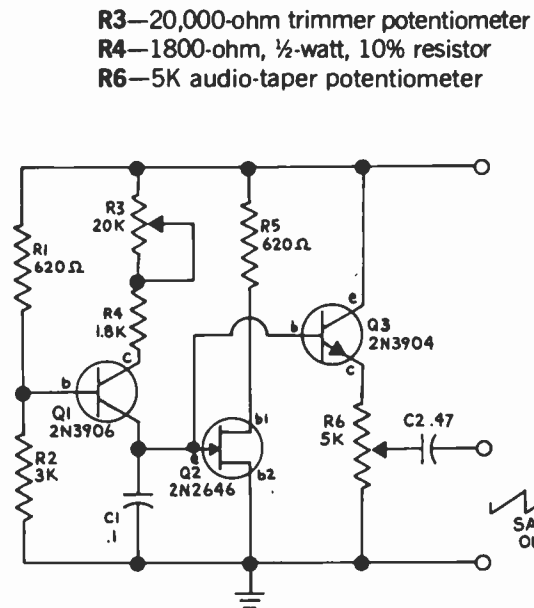 R3—20,000-ohm trimmer potentiometer
R4—1800-ohm, ½-watt, 10% resistor
R6—5K audio-taper potentiometer
R3
20K
R1
620Ω
R5
620Ω
R4
1.8K
e
b
Q3
2N3904
c
c
b
Q1
2N3906
R6
5K
C2 .47
b1
e
Q2
2N2646
b2
R2
3K
C1
.1
SA
OU